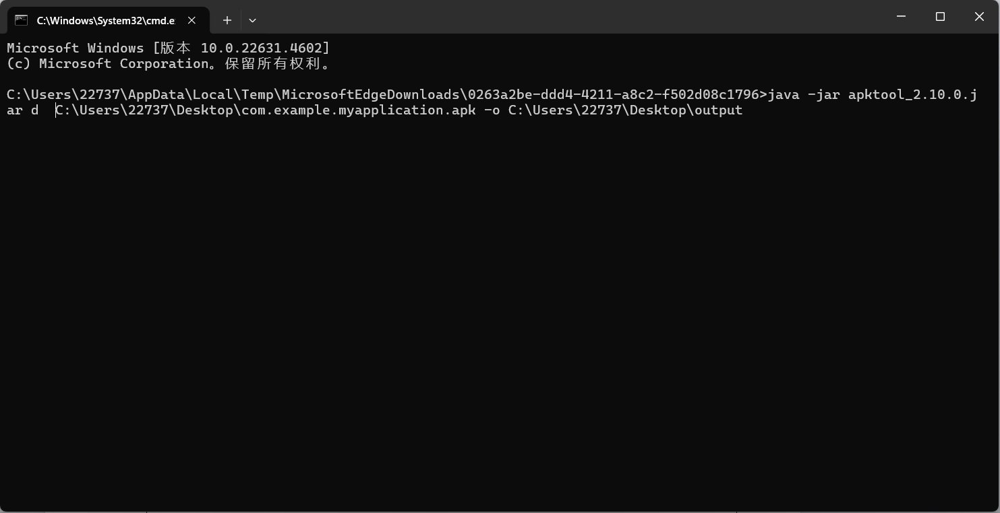 C:\Windows\System32\cmd.e
Microsoft Windows [版本 10.0.22631.4602]
(c) Microsoft Corporation。保留所有权利。
C:\Users\22737\AppData\Local\Temp\MicrosoftEdgeDownloads\0263a2be-ddd4-4211-a8c2-f502d08c1796>java -jar apktool_2.10.0.j
ar d  C:\Users\22737\Desktop\com.example.myapplication.apk -o C:\Users\22737\Desktop\output